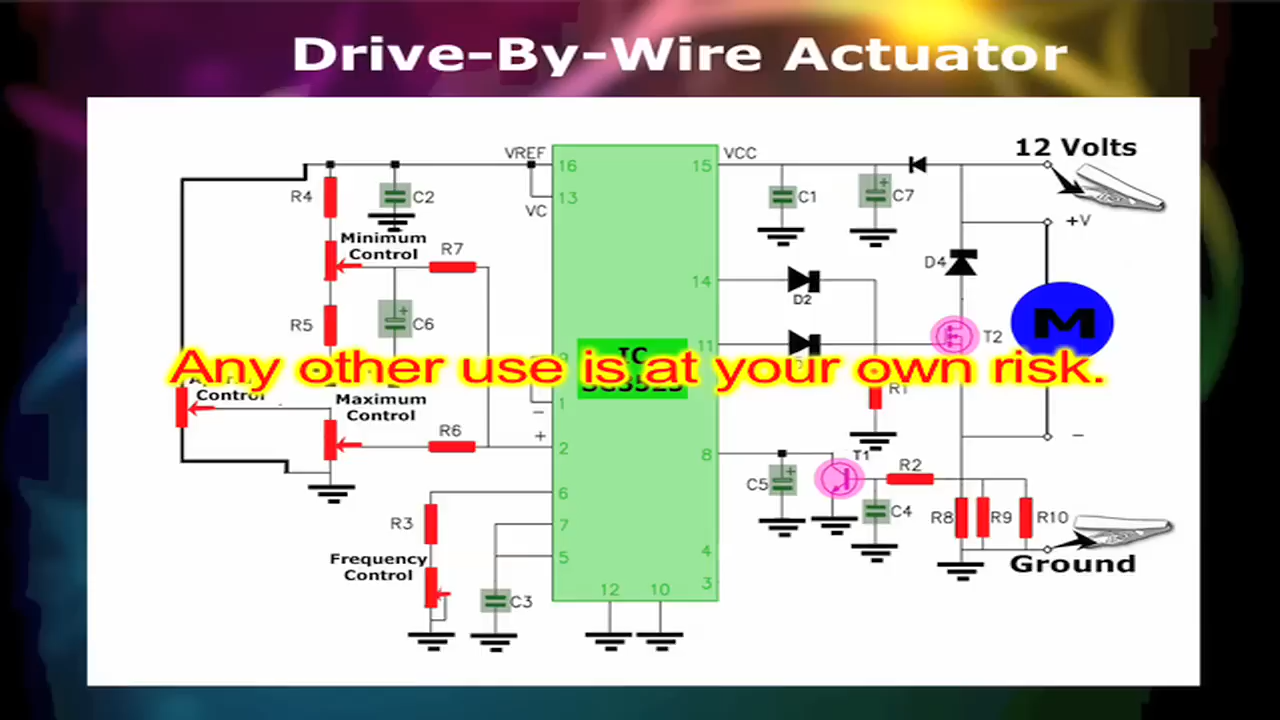 Drive-By-Wire Actuator
12 Volts
VREF
16
15
VCC
R4
C2
13
VC
C1
C7
+
+V
Minimum
Control
R7
D4
14
D2
C6
+
R5
11
T2
M
IC
Any other use is at your own risk.
Control
Maximum
Control
1
−
R1
R6
+
2
−
8
T1
R2
C5
+
6
R3
C4
R8
R9
R10
7
Frequency
Control
5
4
Ground
3
12
10
C3